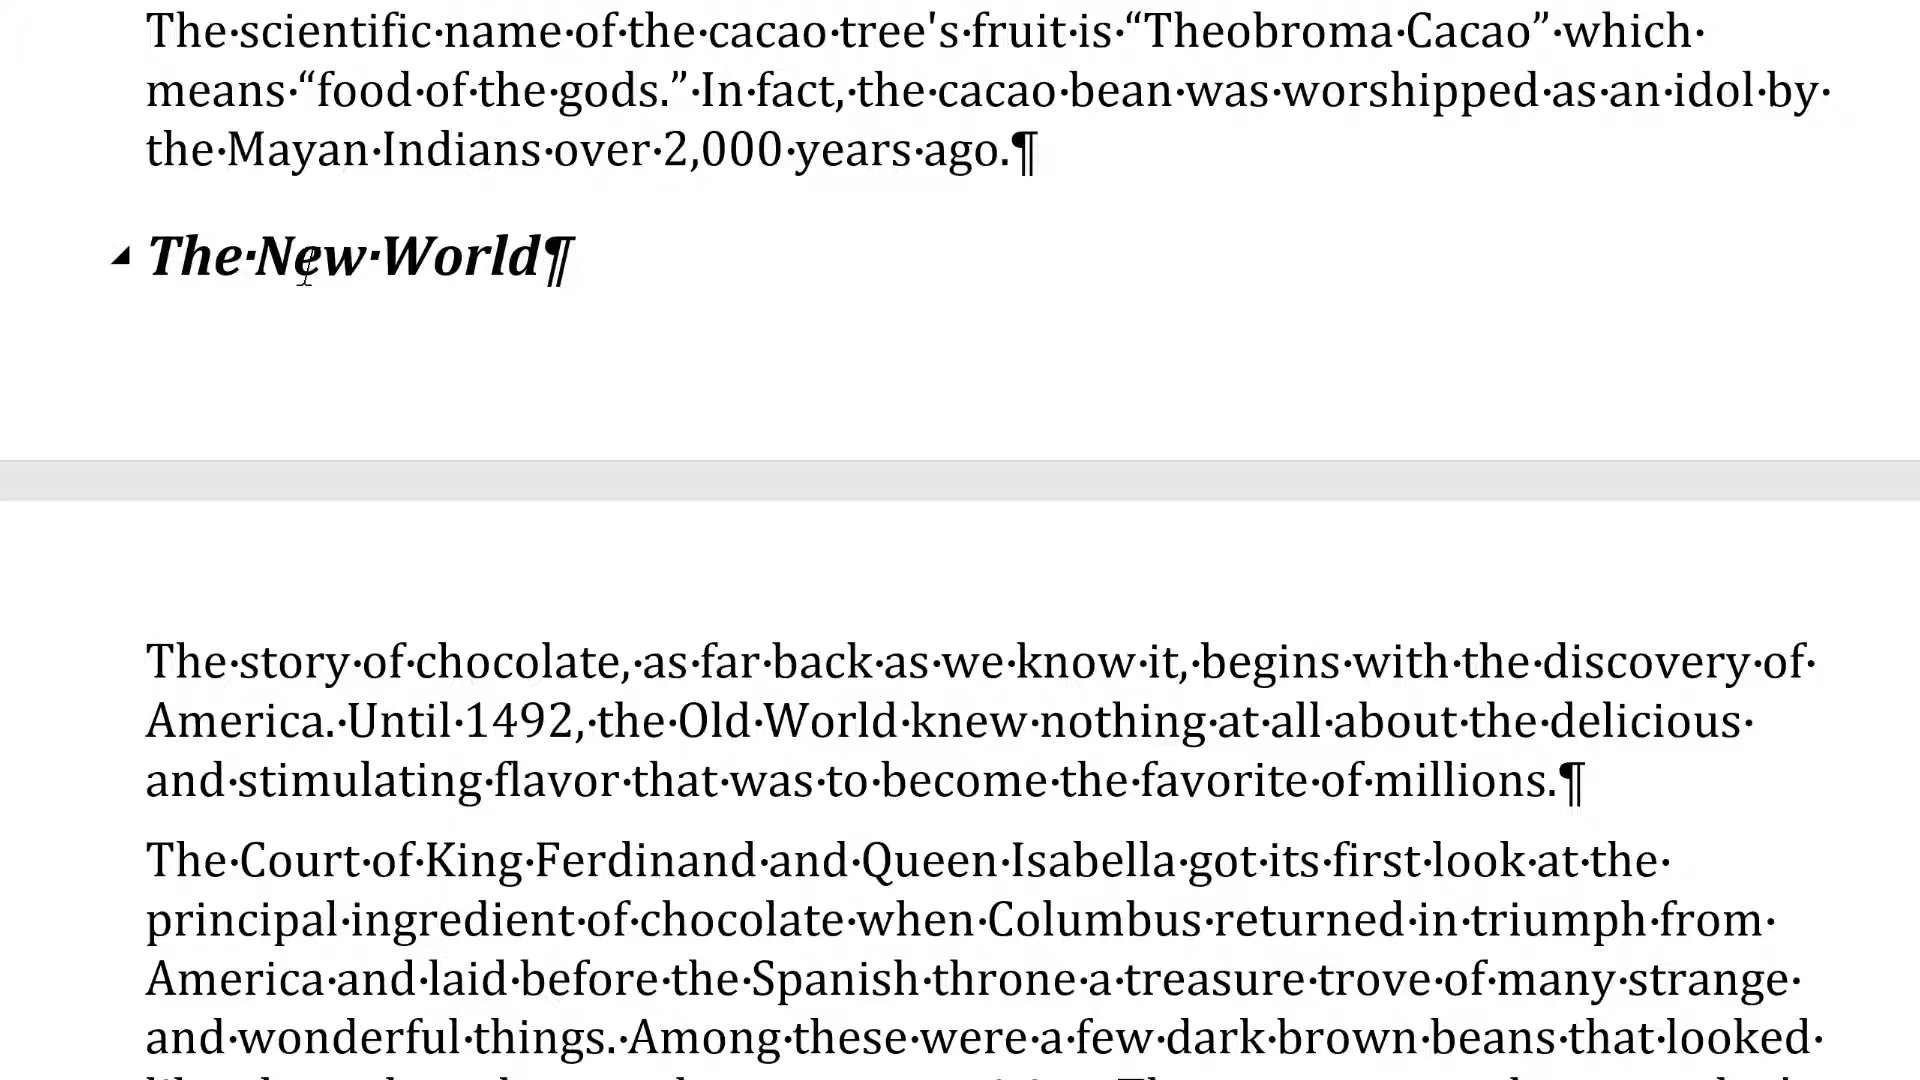 The·scientific·name·of·the·cacao·tree's·fruit·is·“Theobroma·Cacao”·which·
means·“food·of·the·gods.”·In·fact,·the·cacao·bean·was·worshipped·as·an·idol·by·
the·Mayan·Indians·over·2,000·years·ago.¶
The·New·World¶
The·story·of·chocolate,·as·far·back·as·we·know·it,·begins·with·the·discovery·of·
America.·Until·1492,·the·Old·World·knew·nothing·at·all·about·the·delicious·
and·stimulating·flavor·that·was·to·become·the·favorite·of·millions.¶
The·Court·of·King·Ferdinand·and·Queen·Isabella·got·its·first·look·at·the·
principal·ingredient·of·chocolate·when·Columbus·returned·in·triumph·from·
America·and·laid·before·the·Spanish·throne·a·treasure·trove·of·many·strange·
and·wonderful·things.·Among·these·were·a·few·dark·brown·beans·that·looked·